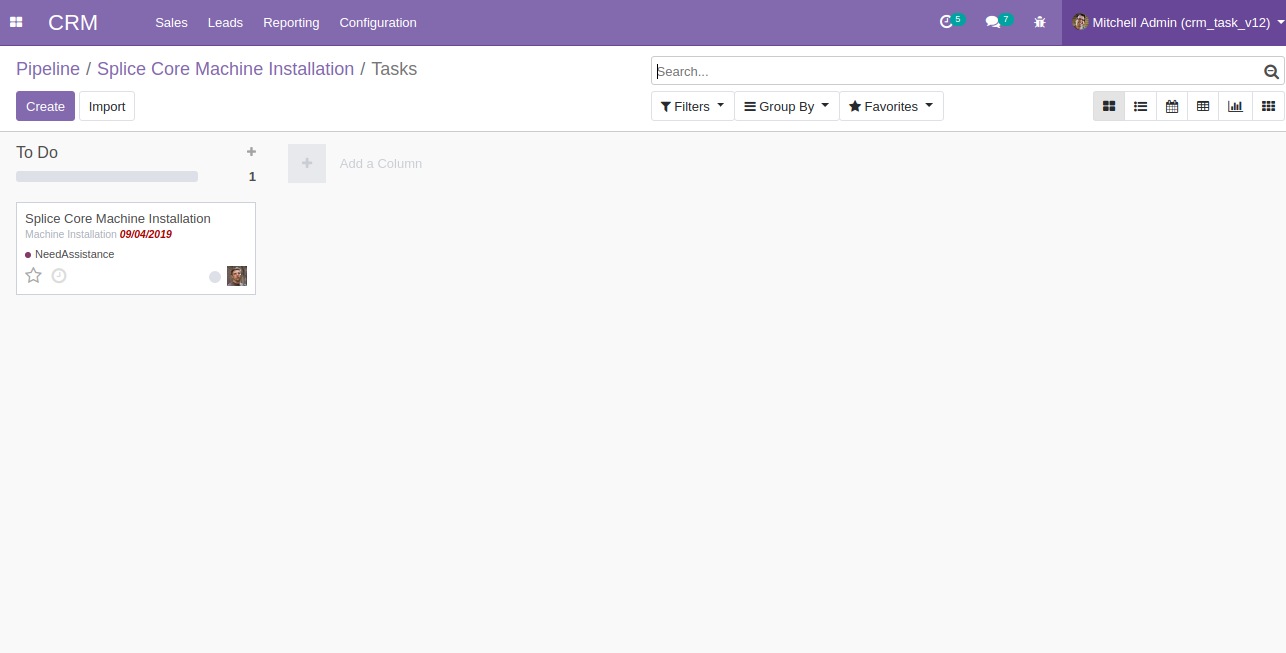 CRM Sales Leads Reporting Configuration 5 7 Mitchell Admin (crm_task_v12)
Pipeline / Splice Core Machine Installation / Tasks
Search...
Create Import
Filters Group By Favorites
To Do
1
Add a Column
Splice Core Machine Installation
Machine Installation 09/04/2019
NeedAssistance